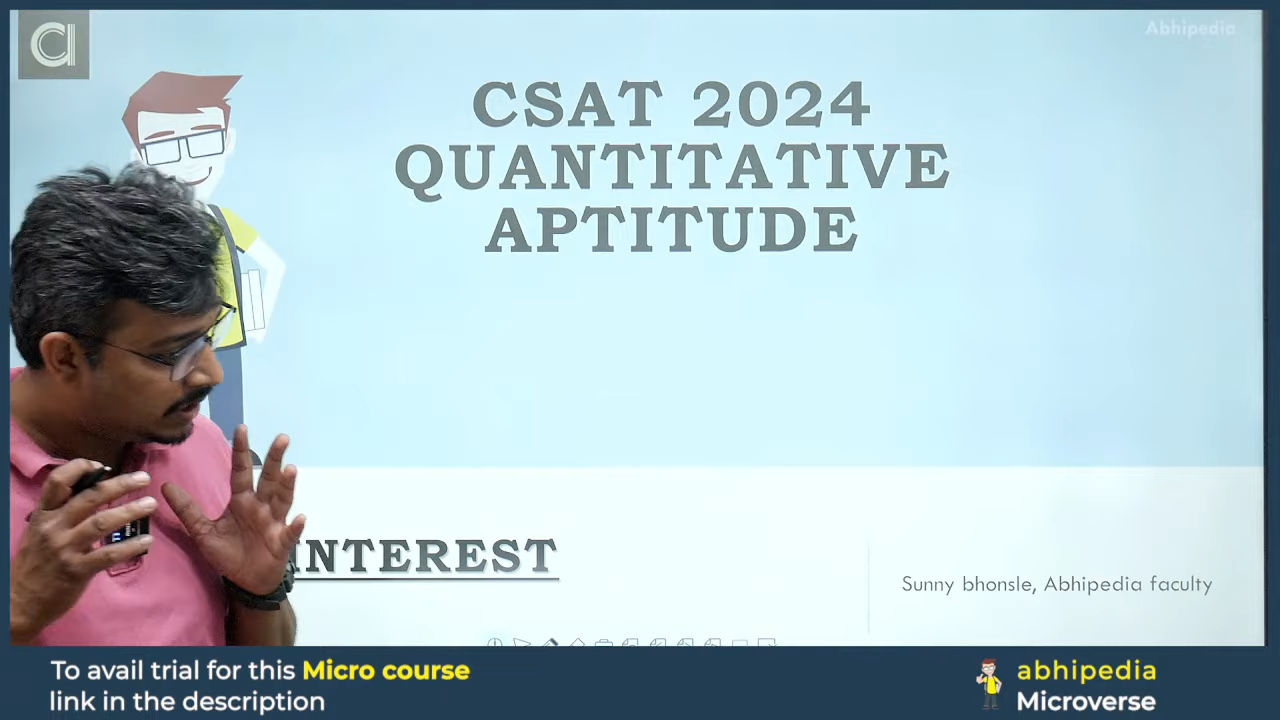 Abhipedia
CSAT 2024
QUANTITATIVE
APTITUDE
INTEREST
Sunny bhonsle, Abhipedia faculty
To avail trial for this Micro course
link in the description
abhipedia
Microverse